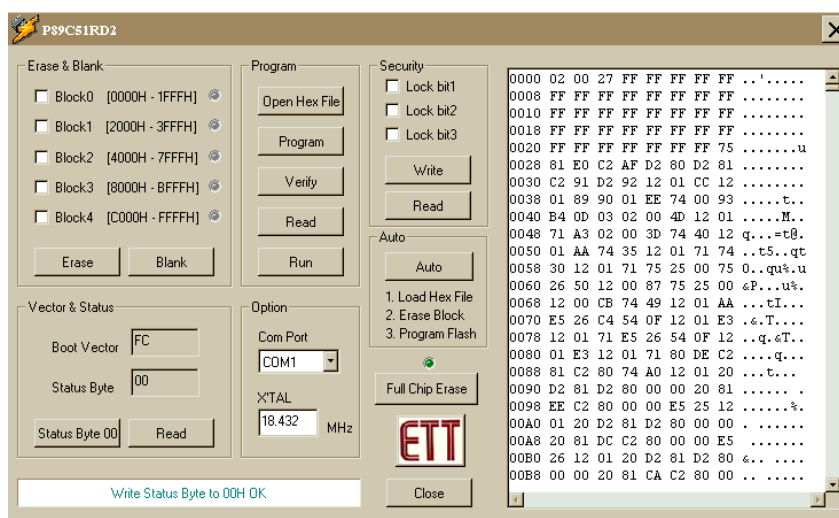 P89C51RD2
Erase & Blank
Block0 [0000H - 1FFFH]
Block1 [2000H - 3FFFH]
Block2 [4000H - 7FFFH]
Block3 [8000H - BFFFH]
Block4 [C000H - FFFFH]
Erase Blank
Vector & Status
Boot Vector FC
Status Byte 00
Status Byte 00 Read
Write Status Byte to 00H OK
Program
Open Hex File
Program
Verify
Read
Run
Option
Com Port
COM1
X'TAL
18.432 MHz
Security
Lock bit1
Lock bit2
Lock bit3
Write
Read
Auto
Auto
1. Load Hex File
2. Erase Block
3. Program Flash
Full Chip Erase
ETT
Close
0000 02 00 27 FF FF FF FF FF ..'.....
0008 FF FF FF FF FF FF FF FF ........
0010 FF FF FF FF FF FF FF FF ........
0018 FF FF FF FF FF FF FF FF ........
0020 FF FF FF FF FF FF FF 75 .......u
0028 81 E0 C2 AF D2 80 D2 81 ........
0030 C2 91 D2 92 12 01 CC 12 ........
0038 01 89 90 01 EE 74 00 93 .....t..
0040 B4 0D 03 02 00 4D 12 01 .....M..
0048 71 A3 02 00 3D 74 40 12 q...=t@.
0050 01 AA 74 35 12 01 71 74 ..t5..qt
0058 30 12 01 71 75 25 00 75 0..qu%.u
0060 26 50 12 00 87 75 25 00 &P...u%.
0068 12 00 CB 74 49 12 01 AA ...tI...
0070 E5 26 C4 54 0F 12 01 E3 .&.T....
0078 12 01 71 E5 26 54 0F 12 ..q.&T..
0080 01 E3 12 01 71 80 DE C2 ....q...
0088 81 C2 80 74 A0 12 01 20 ...t...
0090 D2 81 D2 80 00 00 20 81 ...... .
0098 EE C2 80 00 00 E5 25 12 ......%.
00A0 01 20 D2 81 D2 80 00 00 . ......
00A8 20 81 DC C2 80 00 00 E5 .......
00B0 26 12 01 20 D2 81 D2 80 &.. ....
00B8 00 00 20 81 CA C2 80 00 .. .....